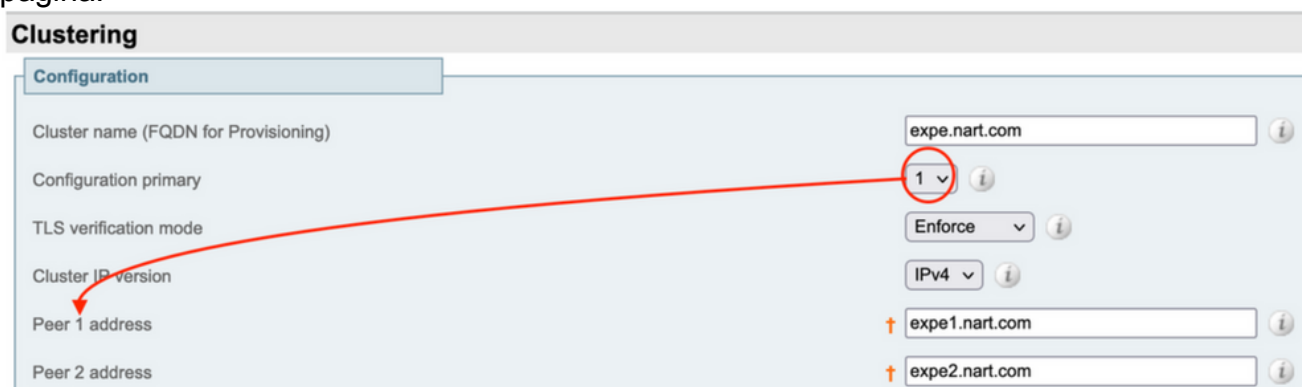 pagina.
Clustering
Configuration
Cluster name (FQDN for Provisioning) expe.nart.com i
Configuration primary 1 i
TLS verification mode Enforce i
Cluster IP version IPv4 i
Peer 1 address † expe1.nart.com i
Peer 2 address † expe2.nart.com i